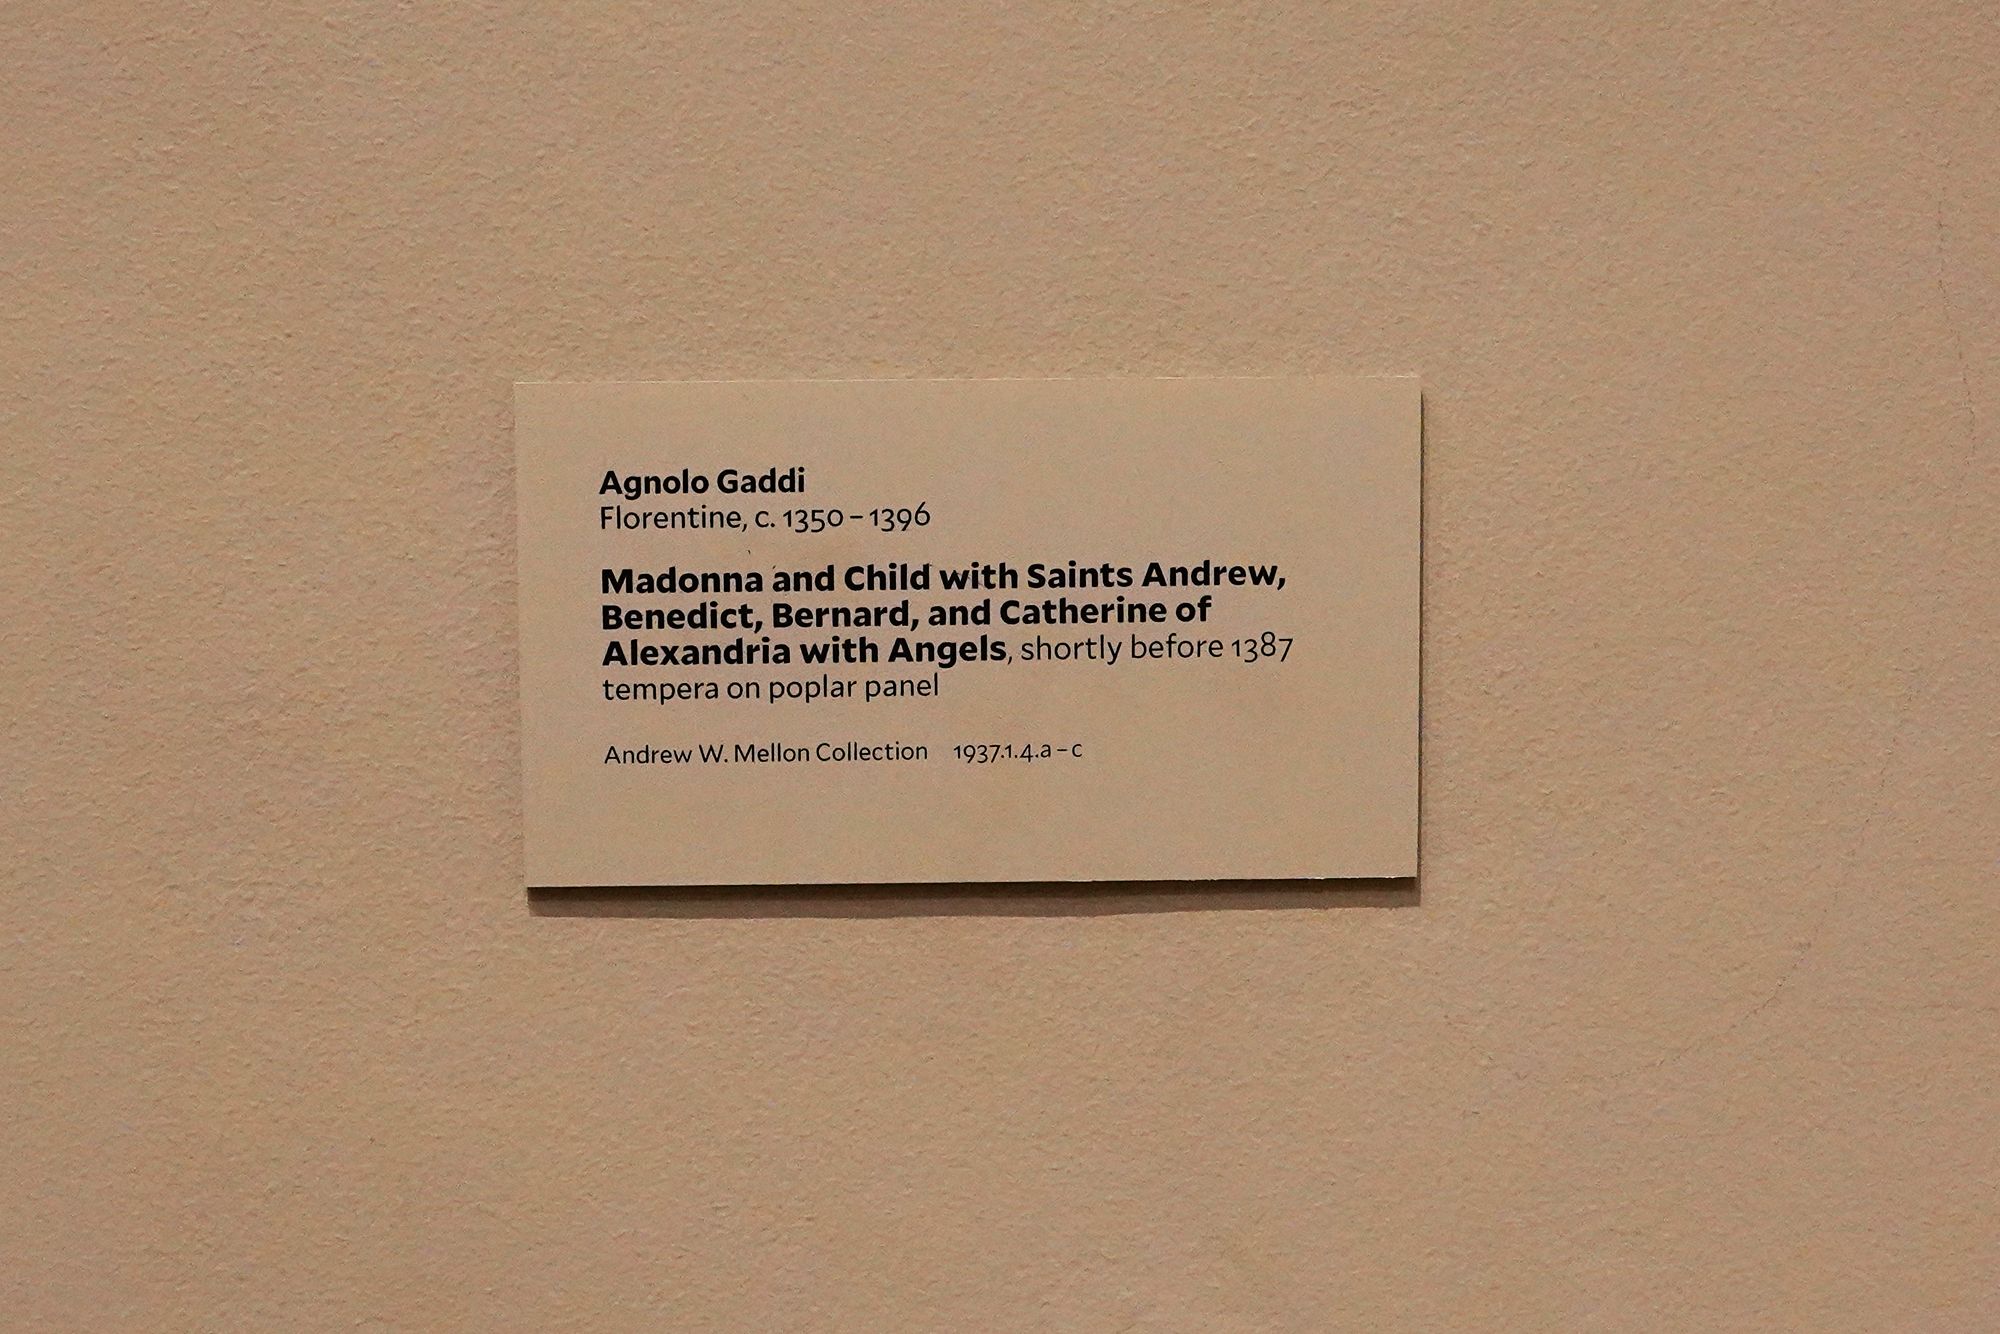 Agnolo Gaddi
Florentine, c. 1350 – 1396
Madonna and Child with Saints Andrew,
Benedict, Bernard, and Catherine of
Alexandria with Angels, shortly before 1387
tempera on poplar panel
Andrew W. Mellon Collection 1937.1.4.a – c